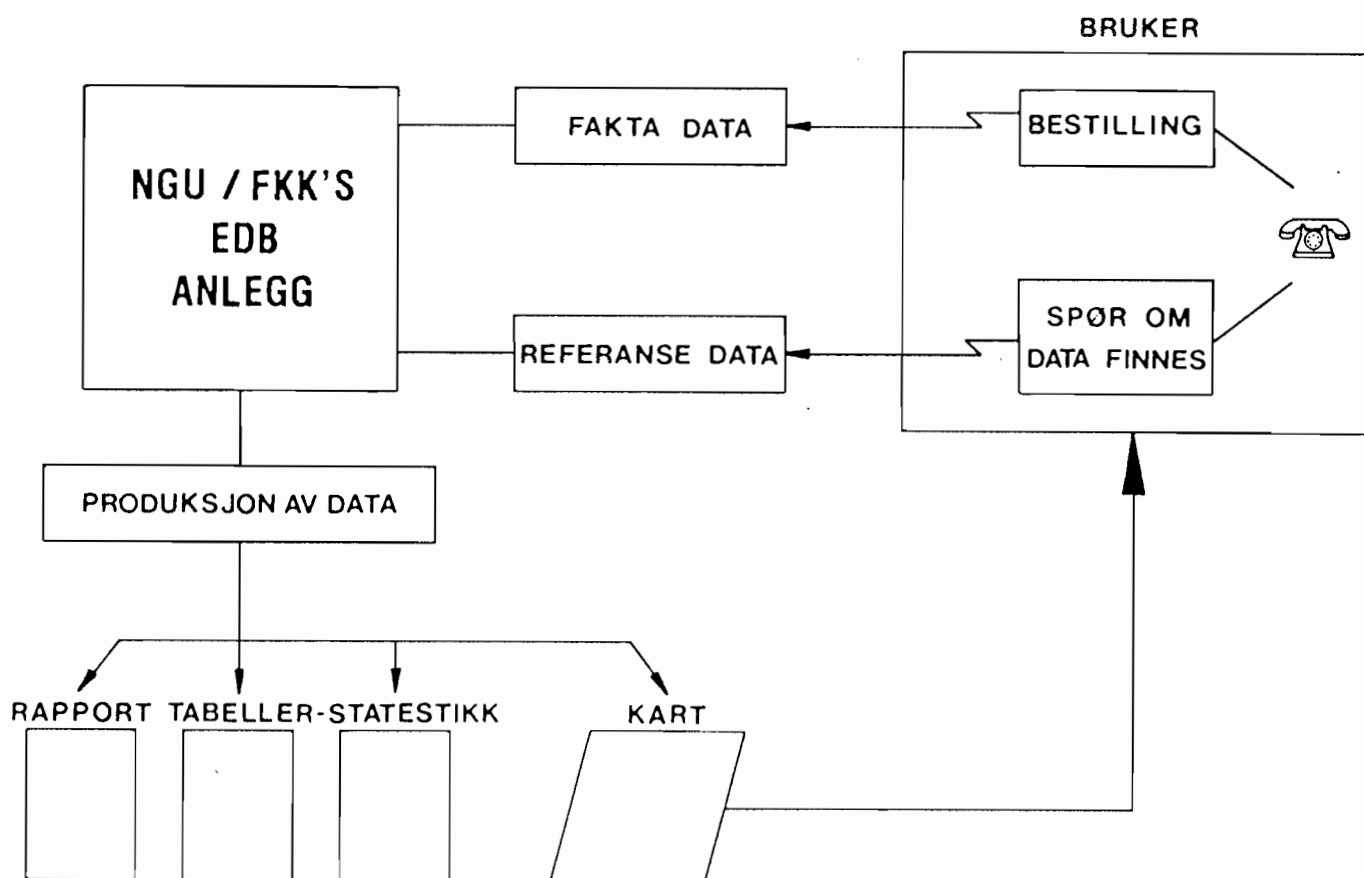 BRUKER
NGU / FKK'S
EDB
ANLEGG
FAKTA DATA
BESTILLING
REFERANSE DATA
SPØR OM
DATA FINNES
PRODUKSJON AV DATA
RAPPORT TABELLER-STATESTIKK KART